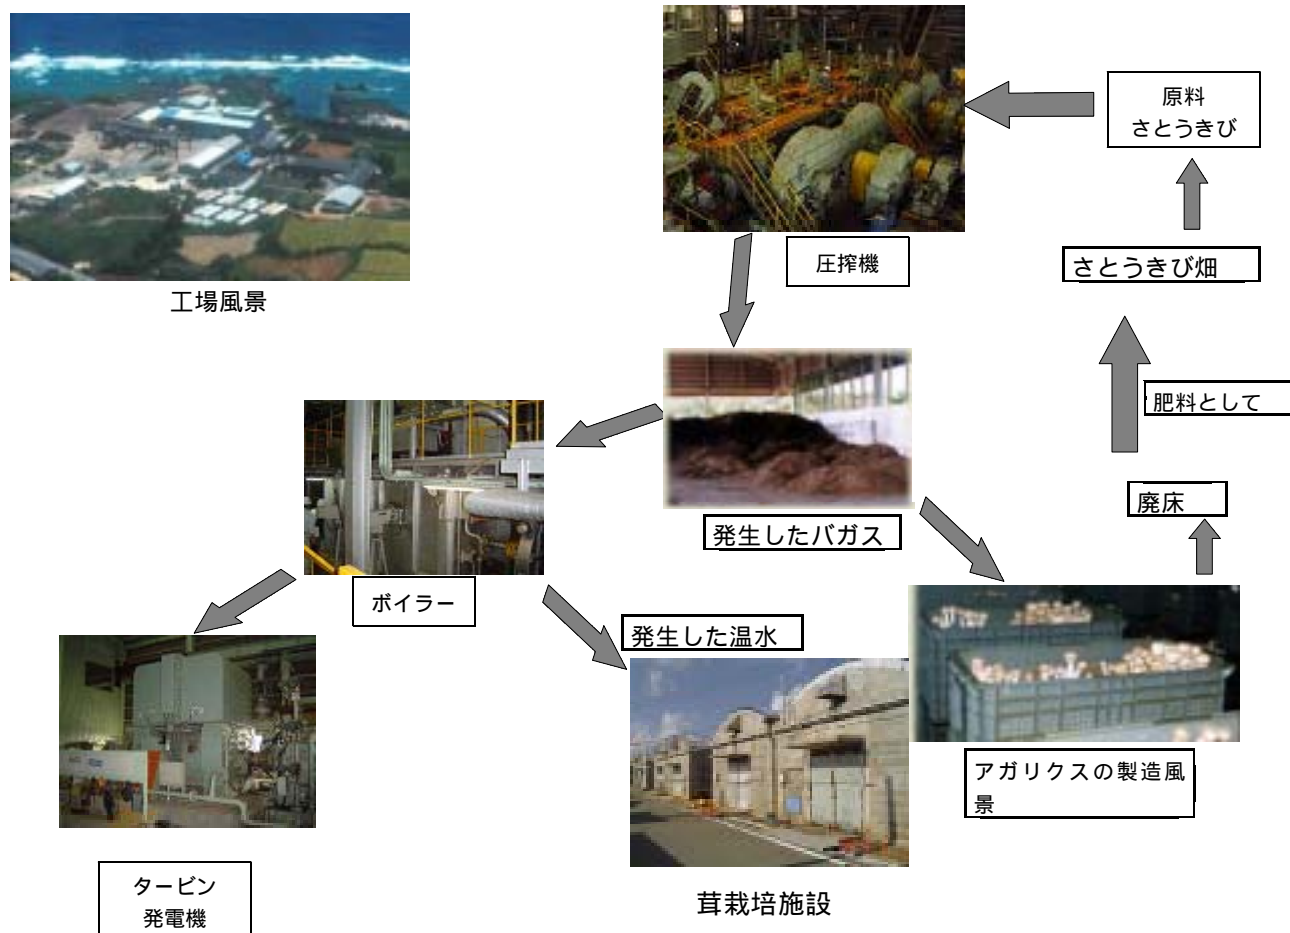 原料
さとうきび
圧搾機
さとうきび畑
工場風景
肥料として
廃床
発生したバガス
ボイラー
発生した温水
アガリクスの製造風
景
タービン
発電機
茸栽培施設